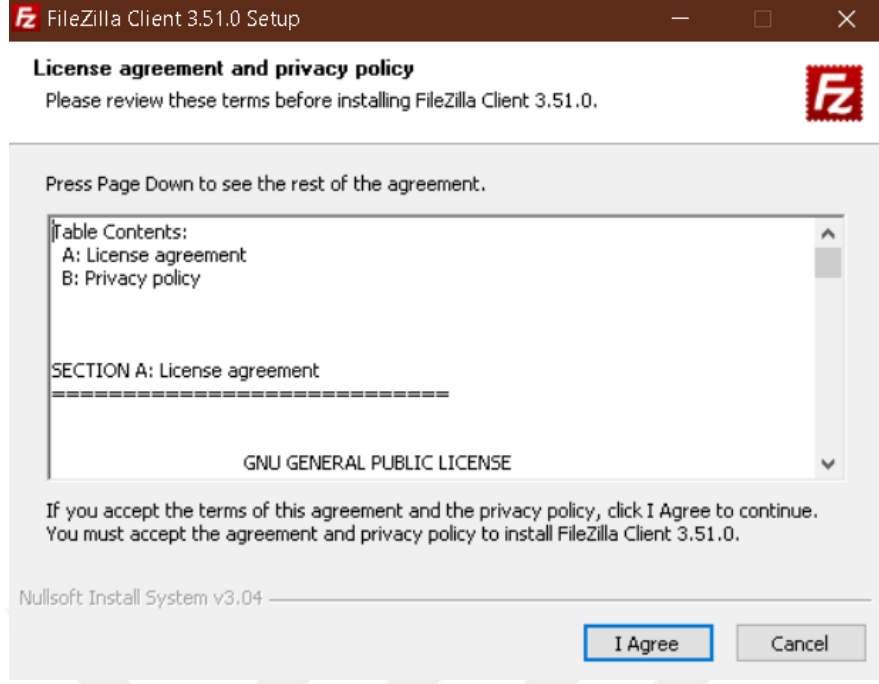 FileZilla Client 3.51.0 Setup
License agreement and privacy policy
Please review these terms before installing FileZilla Client 3.51.0.
Fz
Press Page Down to see the rest of the agreement.
Table Contents:
A: License agreement
B: Privacy policy
SECTION A: License agreement
============================
GNU GENERAL PUBLIC LICENSE
If you accept the terms of this agreement and the privacy policy, click I Agree to continue.
You must accept the agreement and privacy policy to install FileZilla Client 3.51.0.
Nullsoft Install System v3.04
I Agree
Cancel